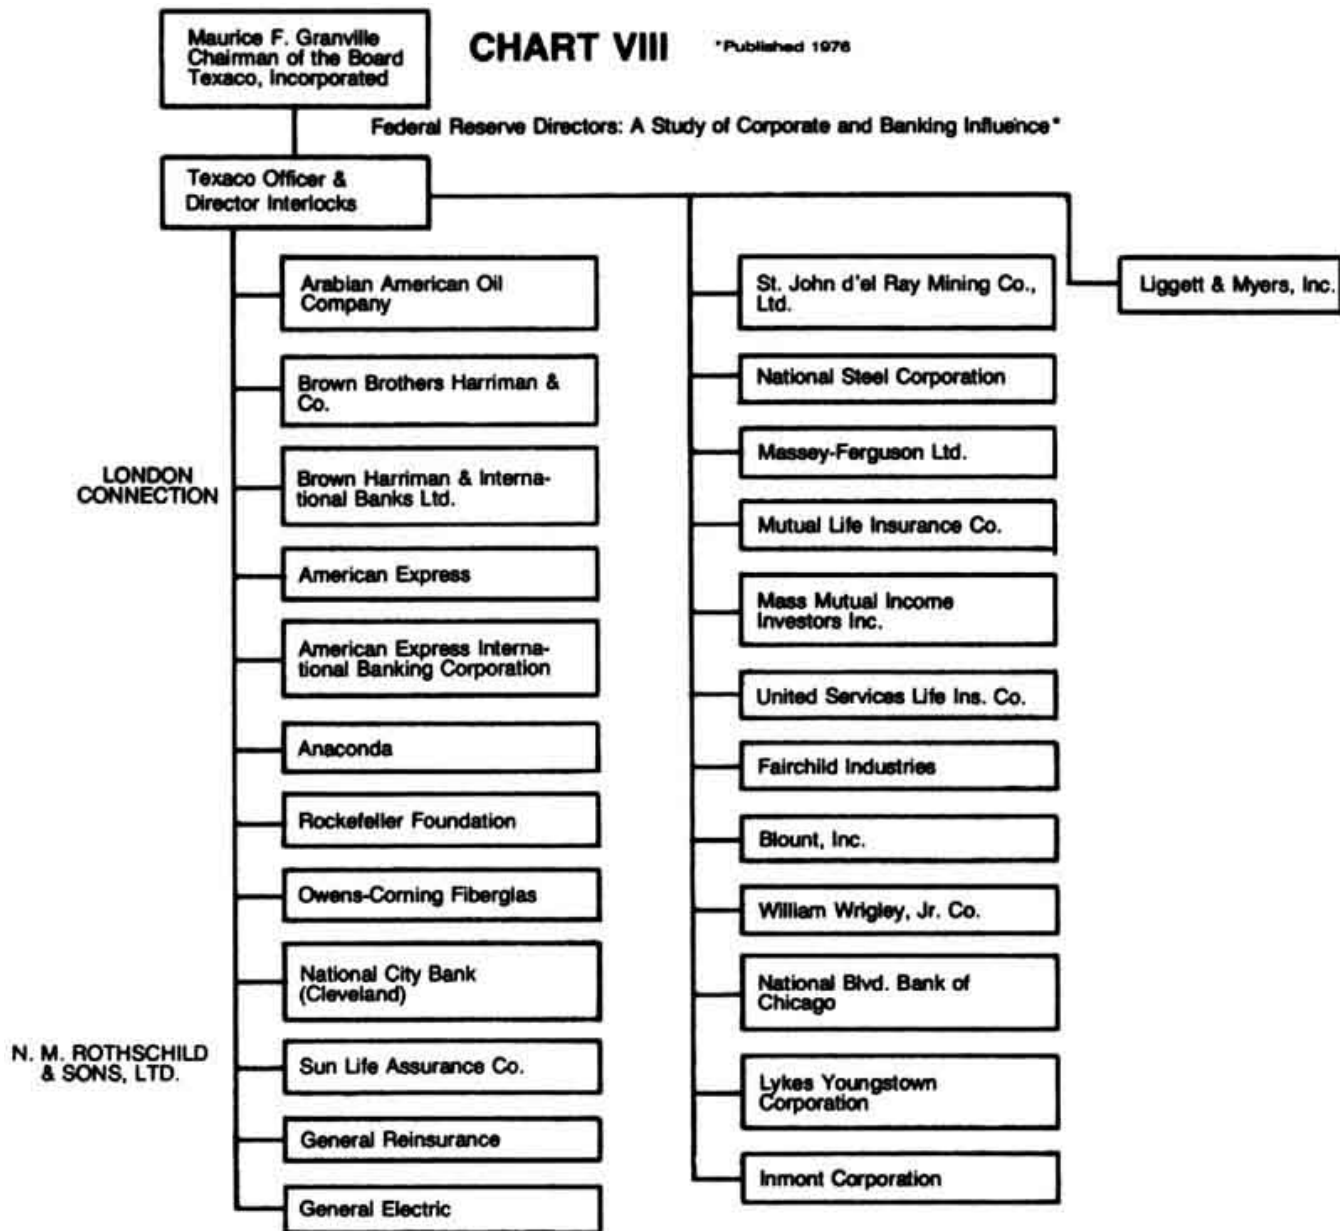 Maurice F. Granville
Chairman of the Board
Texaco, Incorporated
CHART VIII
*Published 1976
Federal Reserve Directors: A Study of Corporate and Banking Influence*
Texaco Officer &
Director Interlocks
Arabian American Oil
Company
Brown Brothers Harriman &
Co.
LONDON
CONNECTION
Brown Harriman & Interna-
tional Banks Ltd.
American Express
American Express Interna-
tional Banking Corporation
Anaconda
Rockefeller Foundation
Owens-Corning Fiberglas
National City Bank
(Cleveland)
N. M. ROTHSCHILD
& SONS, LTD.
Sun Life Assurance Co.
General Reinsurance
General Electric
St. John d'el Ray Mining Co.,
Ltd.
National Steel Corporation
Massey-Ferguson Ltd.
Mutual Life Insurance Co.
Mass Mutual Income
Investors Inc.
United Services Life Ins. Co.
Fairchild Industries
Blount, Inc.
William Wrigley, Jr. Co.
National Blvd. Bank of
Chicago
Lykes Youngstown
Corporation
Inmont Corporation
Liggett & Myers, Inc.